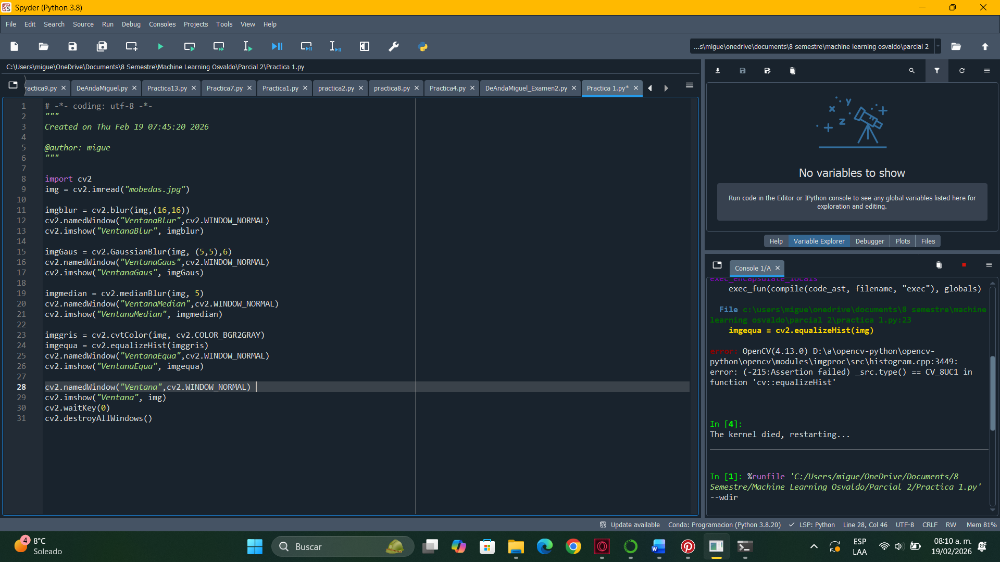 Spyder (Python 3.8)
File Edit Search Source Run Debug Consoles Projects Tools View Help
...s\migue\onedrive\documents\8 semestre\machine learning osvaldo\parcial 2
C:\Users\migue\OneDrive\Documents\8 Semestre\Machine Learning Osvaldo\Parcial 2\Practica 1.py
ractica9.py DeAndaMiguel.py Practica13.py Practica7.py Practica1.py practica2.py practica8.py Practica4.py DeAndaMiguel_Examen2.py Practica 1.py*
1 # -*- coding: utf-8 -*-
2 """
3 Created on Thu Feb 19 07:45:20 2026
4
5 @author: migue
6 """
7
8 import cv2
9 img = cv2.imread("mobedas.jpg")
10
11 imgblur = cv2.blur(img,(16,16))
12 cv2.namedWindow("VentanaBlur",cv2.WINDOW_NORMAL)
13 cv2.imshow("VentanaBlur", imgblur)
14
15 imgGaus = cv2.GaussianBlur(img, (5,5),6)
16 cv2.namedWindow("VentanaGaus",cv2.WINDOW_NORMAL)
17 cv2.imshow("VentanaGaus", imgGaus)
18
19 imgmedian = cv2.medianBlur(img, 5)
20 cv2.namedWindow("VentanaMedian",cv2.WINDOW_NORMAL)
21 cv2.imshow("VentanaMedian", imgmedian)
22
23 imggris = cv2.cvtColor(img, cv2.COLOR_BGR2GRAY)
24 imgequa = cv2.equalizeHist(imggris)
25 cv2.namedWindow("VentanaEqua",cv2.WINDOW_NORMAL)
26 cv2.imshow("VentanaEqua", imgequa)
27
28 cv2.namedWindow("Ventana",cv2.WINDOW_NORMAL)
29 cv2.imshow("Ventana", img)
30 cv2.waitKey(0)
31 cv2.destroyAllWindows()
x y z
No variables to show
Run code in the Editor or IPython console to see any global variables listed here for
exploration and editing.
Help Variable Explorer Debugger Plots Files
Console 1/A
exec_encapsulate_locals
exec_fun(compile(code_ast, filename, "exec"), globals)
File c:\users\migue\onedrive\documents\8 semestre\machine
learning osvaldo\parcial 2\practica 1.py:23
imgequa = cv2.equalizeHist(img)
error: OpenCV(4.13.0) D:\a\opencv-python\opencv-
python\opencv\modules\imgproc\src\histogram.cpp:3449:
error: (-215:Assertion failed) _src.type() == CV_8UC1 in
function 'cv::equalizeHist'
In [4]:
The kernel died, restarting...
In [1]: %runfile 'C:/Users/migue/OneDrive/Documents/8
Semestre/Machine Learning Osvaldo/Parcial 2/Practica 1.py'
--wdir
Update available Conda: Programacion (Python 3.8.20) LSP: Python Line 28, Col 46 UTF-8 CRLF RW Mem 81%
4
8°C
Soleado
Buscar
ESP
LAA
08:10 a. m.
19/02/2026